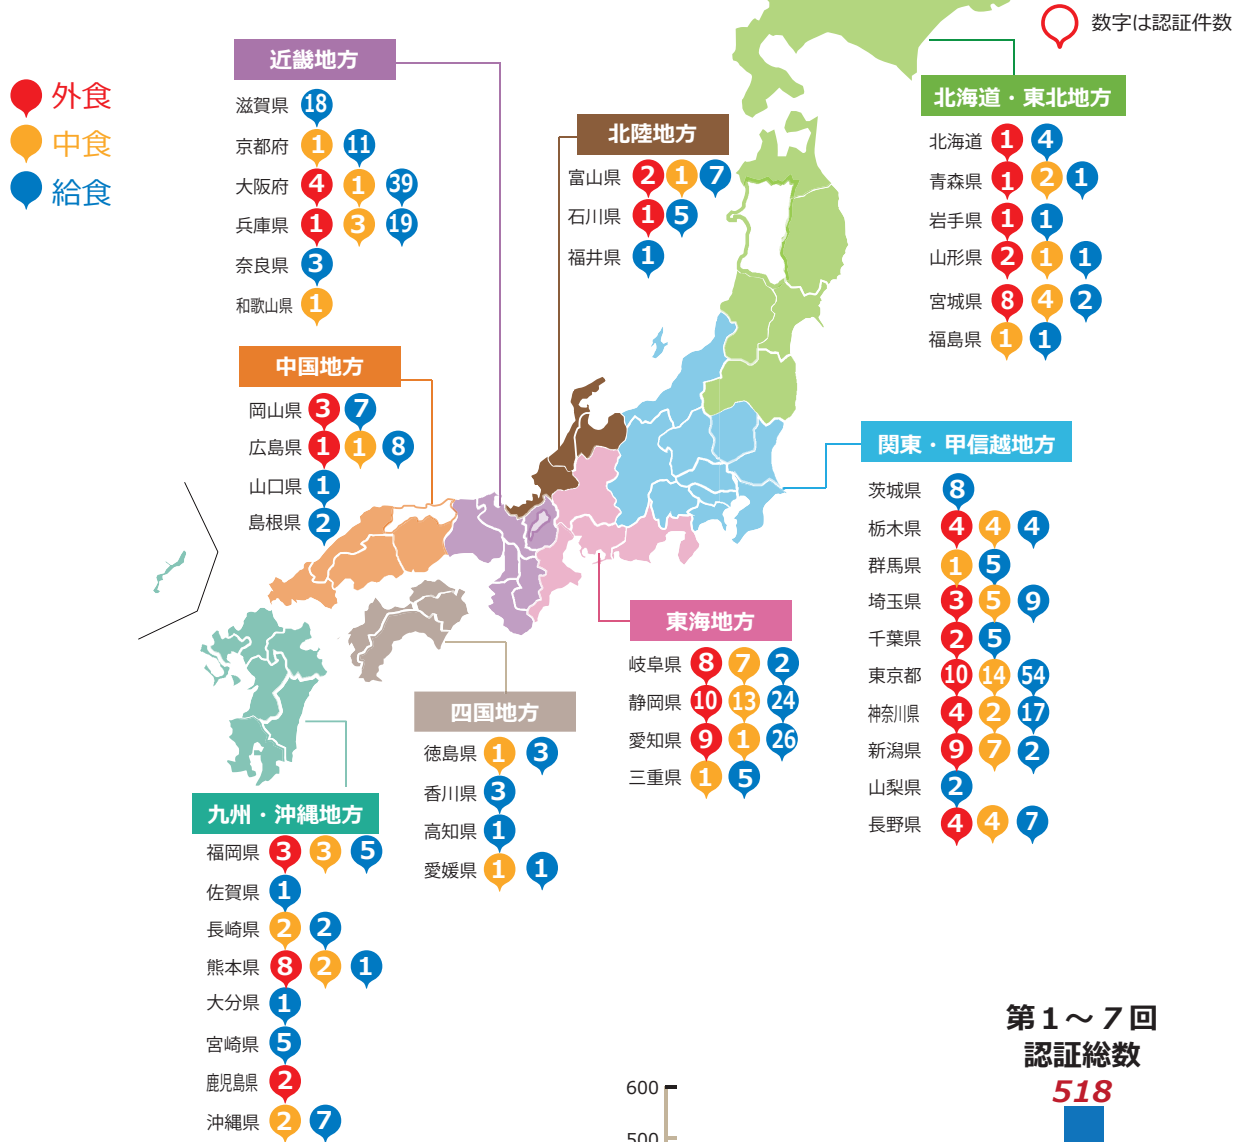 数字は認証件数
外食
中食
給食
近畿地方
滋賀県 18
京都府 1 11
大阪府 4 1 39
兵庫県 1 3 19
奈良県 3
和歌山県 1
北陸地方
富山県 2 1 7
石川県 1 5
福井県 1
北海道・東北地方
北海道 1 4
青森県 1 2 1
岩手県 1 1
山形県 2 1 1
宮城県 8 4 2
福島県 1 1
中国地方
岡山県 3 7
広島県 1 1 8
山口県 1
島根県 2
関東・甲信越地方
茨城県 8
栃木県 4 4 4
群馬県 1 5
埼玉県 3 5 9
千葉県 2 5
東京都 10 14 54
神奈川県 4 2 17
新潟県 9 7 2
山梨県 2
長野県 4 4 7
東海地方
岐阜県 8 7 2
静岡県 10 13 24
愛知県 9 1 26
三重県 1 5
四国地方
徳島県 1 3
香川県 3
高知県 1
愛媛県 1 1
九州・沖縄地方
福岡県 3 3 5
佐賀県 1
長崎県 2 2
熊本県 8 2 1
大分県 1
宮崎県 5
鹿児島県 2
沖縄県 2 7
第1～7回
認証総数
518
600
500